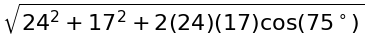 √24² + 17² + 2(24)(17)cos(75°)